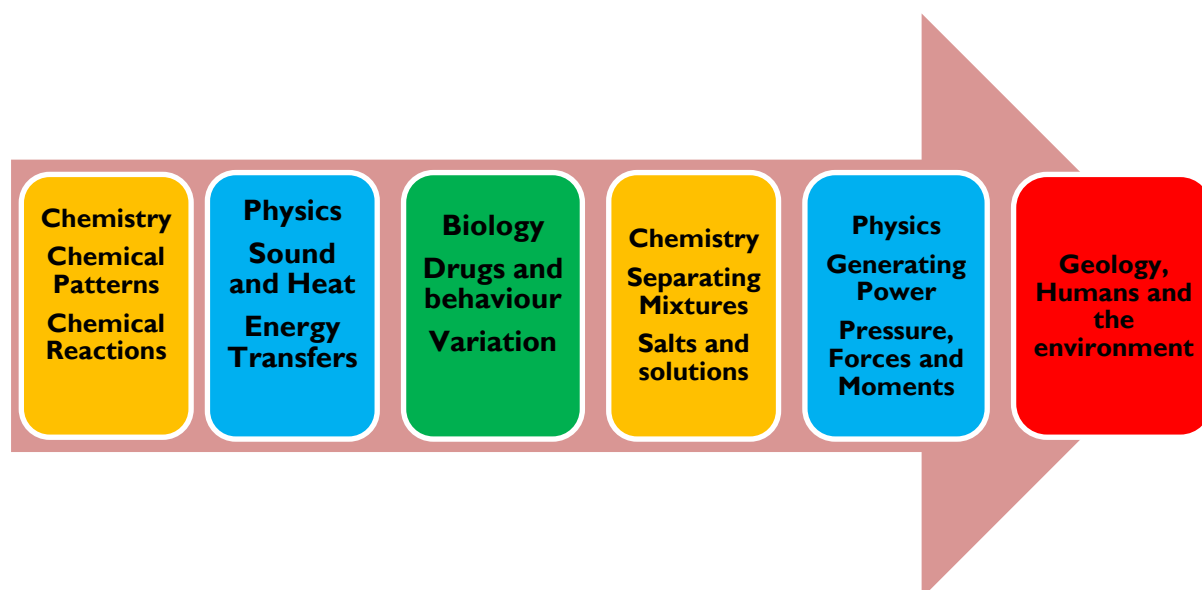 Chemistry
Chemical
Patterns
Chemical
Reactions
Physics
Sound
and Heat
Energy
Transfers
Biology
Drugs and
behaviour
Variation
Chemistry
Separating
Mixtures
Salts and
solutions
Physics
Generating
Power
Pressure,
Forces and
Moments
Geology,
Humans and
the
environment